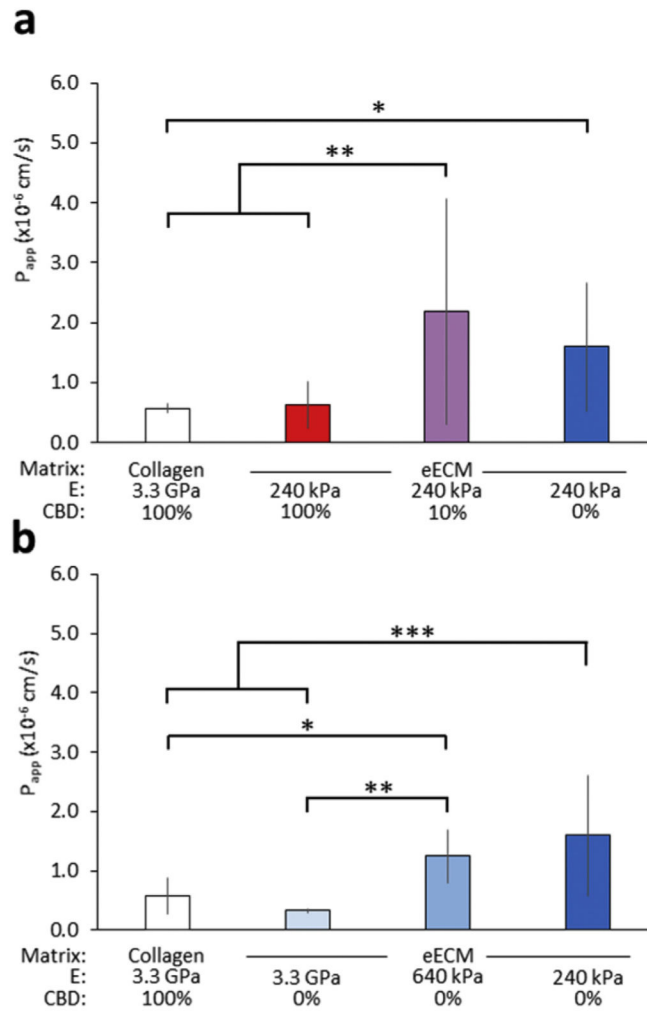 a
6.0
5.0
4.0
3.0
2.0
1.0
0.0
Papp (x10-6 cm/s)
*
**
Matrix: Collagen eECM
E: 3.3 GPa 240 kPa 240 kPa 240 kPa
CBD: 100% 100% 10% 0%
b
6.0
5.0
4.0
3.0
2.0
1.0
0.0
Papp (x10-6 cm/s)
***
*
**
Matrix: Collagen eECM
E: 3.3 GPa 3.3 GPa 640 kPa 240 kPa
CBD: 100% 0% 0% 0%